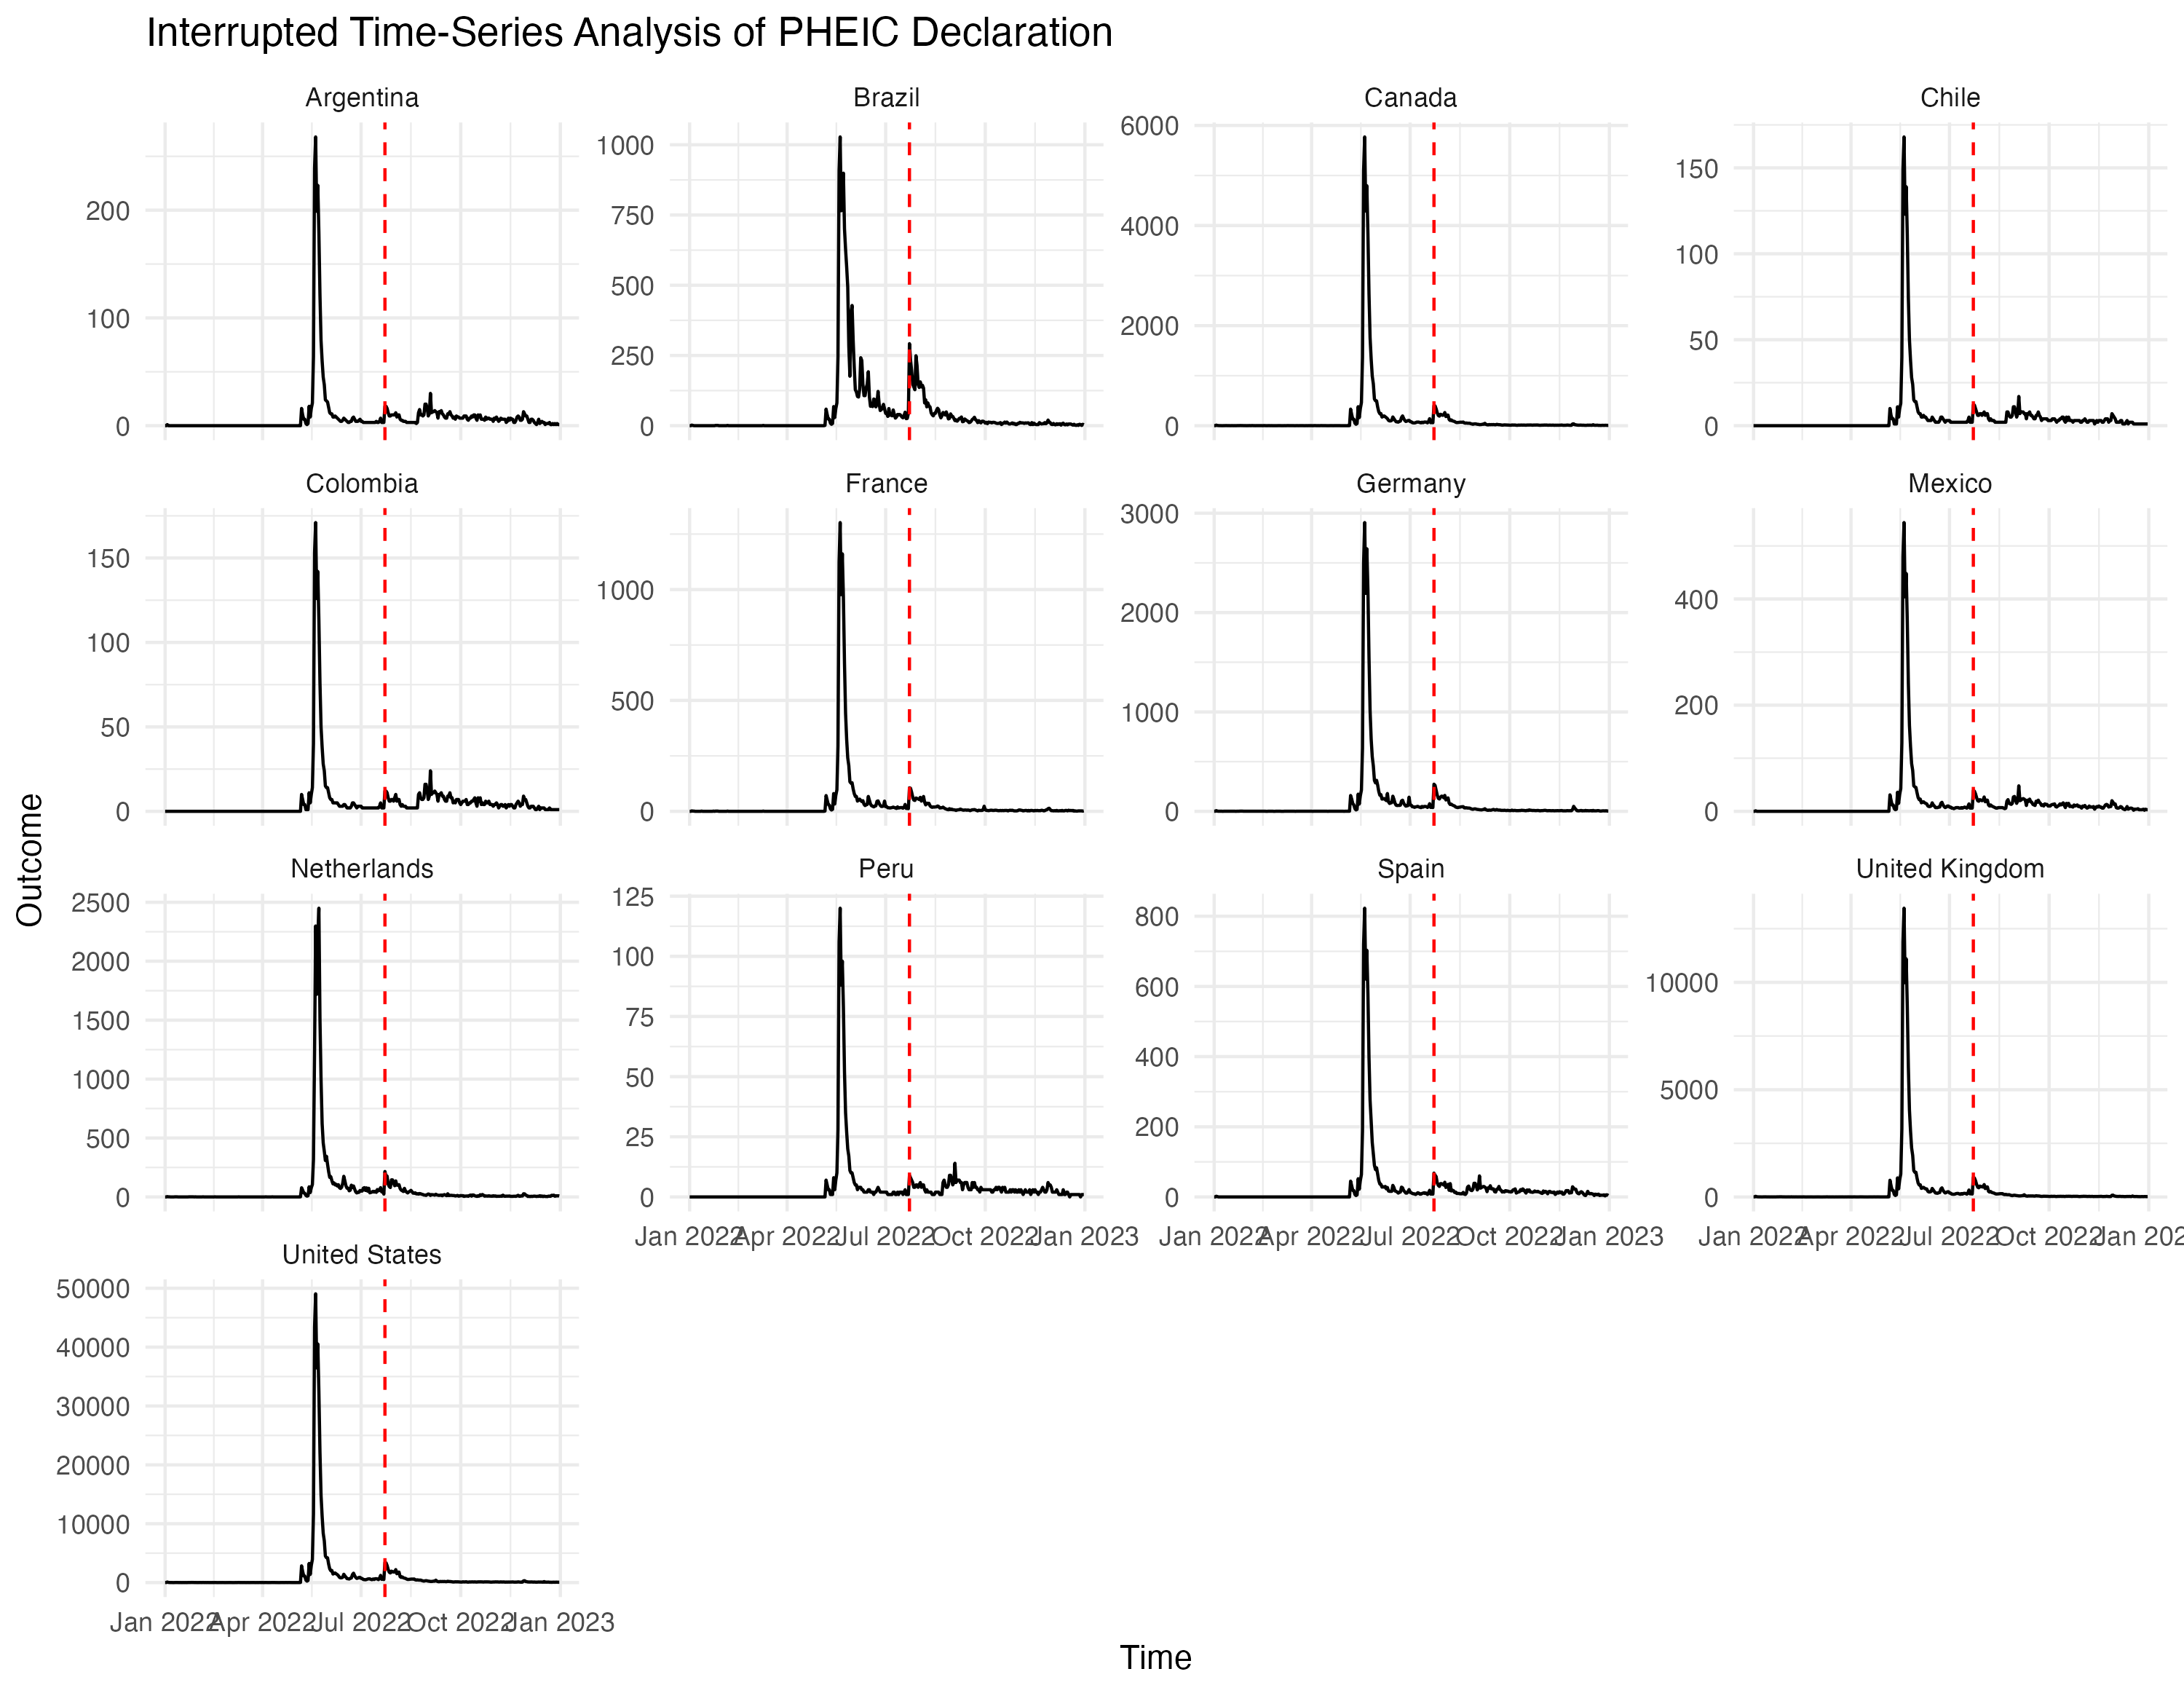 Interrupted Time-Series Analysis of PHEIC Declaration
Argentina
Brazil
Canada
Chile
200
100
0
1000
750
500
250
0
6000
4000
2000
0
150
100
50
0
Colombia
France
Germany
Mexico
150
100
50
0
1000
500
0
3000
2000
1000
0
400
200
0
Netherlands
Peru
Spain
United Kingdom
2500
2000
1500
1000
500
0
125
100
75
50
25
0
800
600
400
200
0
10000
5000
0
Jan 2022 Apr 2022 Jul 2022 Oct 2022 Jan 2023
Jan 2022 Apr 2022 Jul 2022 Oct 2022 Jan 2023
Jan 2022 Apr 2022 Jul 2022 Oct 2022 Jan 202
United States
50000
40000
30000
20000
10000
0
Jan 2022 Apr 2022 Jul 2022 Oct 2022 Jan 2023
Outcome
Time